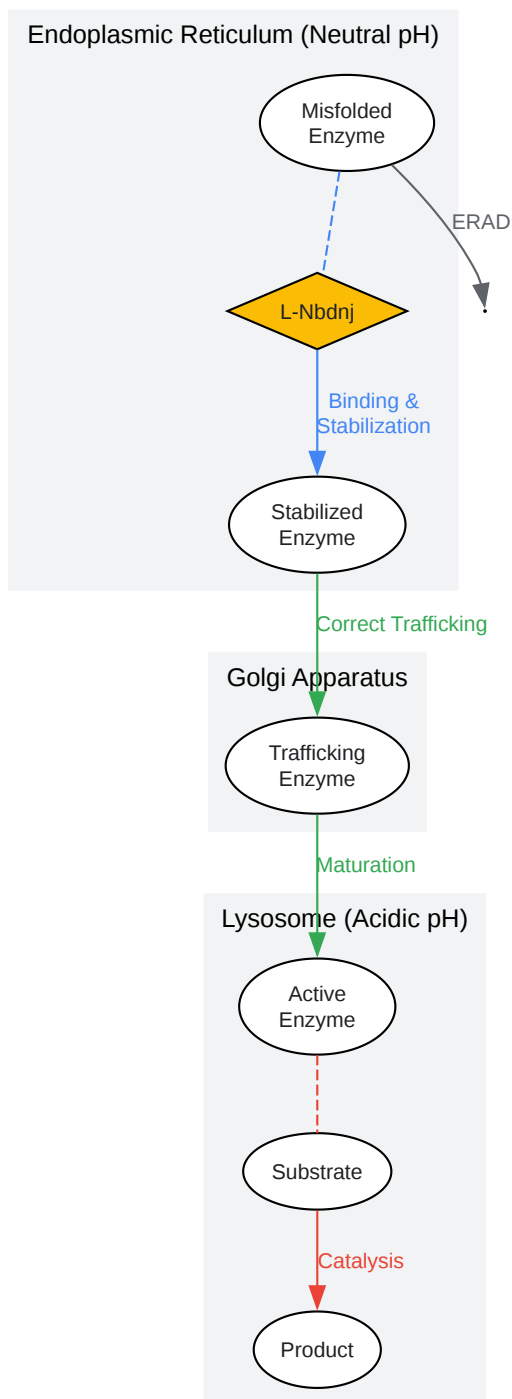 Endoplasmic Reticulum (Neutral pH)
Misfolded
Enzyme
ERAD
L-Nbdnj
Binding &
Stabilization
Stabilized
Enzyme
Correct Trafficking
Golgi Apparatus
Trafficking
Enzyme
Maturation
Lysosome (Acidic pH)
Active
Enzyme
Substrate
Catalysis
Product